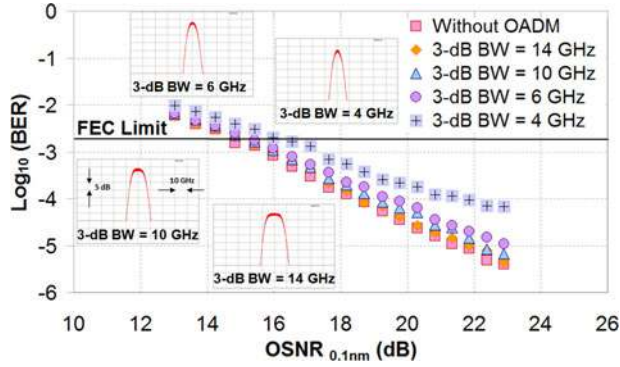 0
-1
-2
-3
-4
-5
-6
Log10 (BER)
3-dB BW = 6 GHz
3-dB BW = 4 GHz
Without OADM
3-dB BW = 14 GHz
3-dB BW = 10 GHz
3-dB BW = 6 GHz
3-dB BW = 4 GHz
FEC Limit
5 dB
10 GHz
3-dB BW = 10 GHz
3-dB BW = 14 GHz
10 12 14 16 18 20 22 24 26
OSNR 0.1nm (dB)